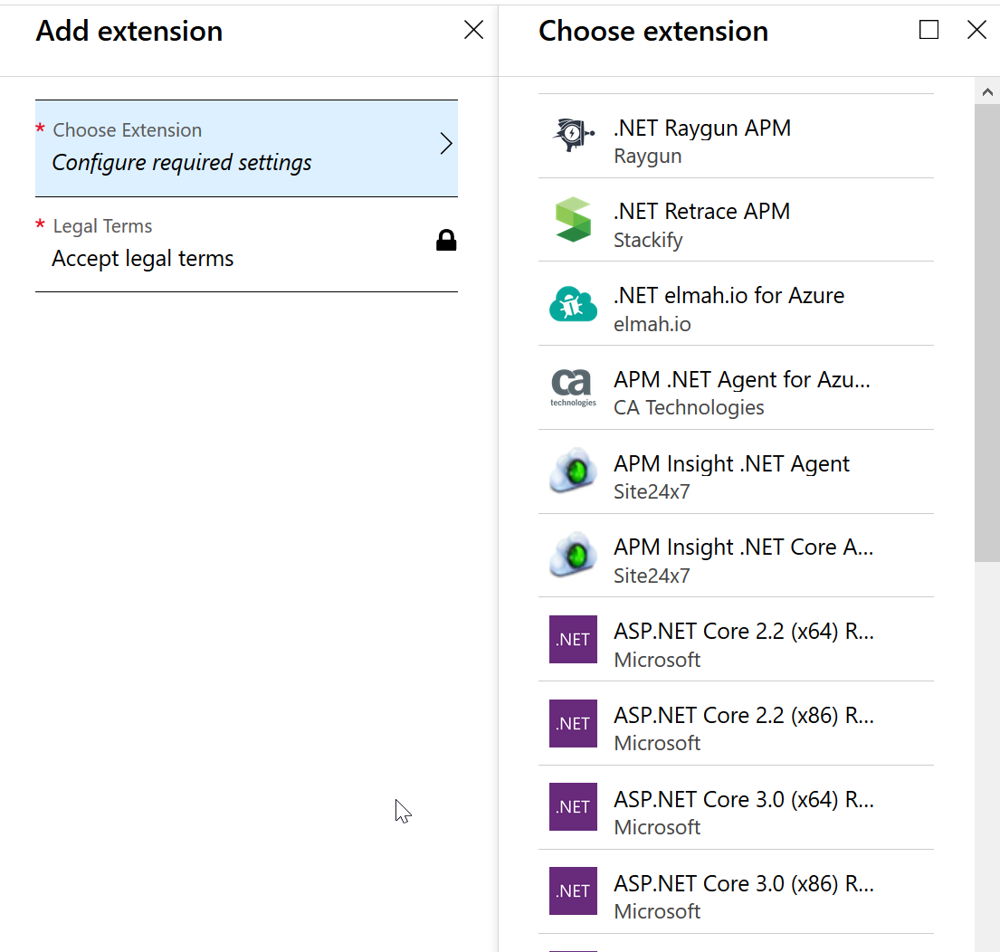 Add extension
* Choose Extension
Configure required settings
* Legal Terms
Accept legal terms
Choose extension
.NET Raygun APM
Raygun
.NET Retrace APM
Stackify
.NET elmah.io for Azure
elmah.io
ca
technologies
APM .NET Agent for Azu...
CA Technologies
APM Insight .NET Agent
Site24x7
APM Insight .NET Core A...
Site24x7
.NET
ASP.NET Core 2.2 (x64) R...
Microsoft
.NET
ASP.NET Core 2.2 (x86) R...
Microsoft
.NET
ASP.NET Core 3.0 (x64) R...
Microsoft
.NET
ASP.NET Core 3.0 (x86) R...
Microsoft